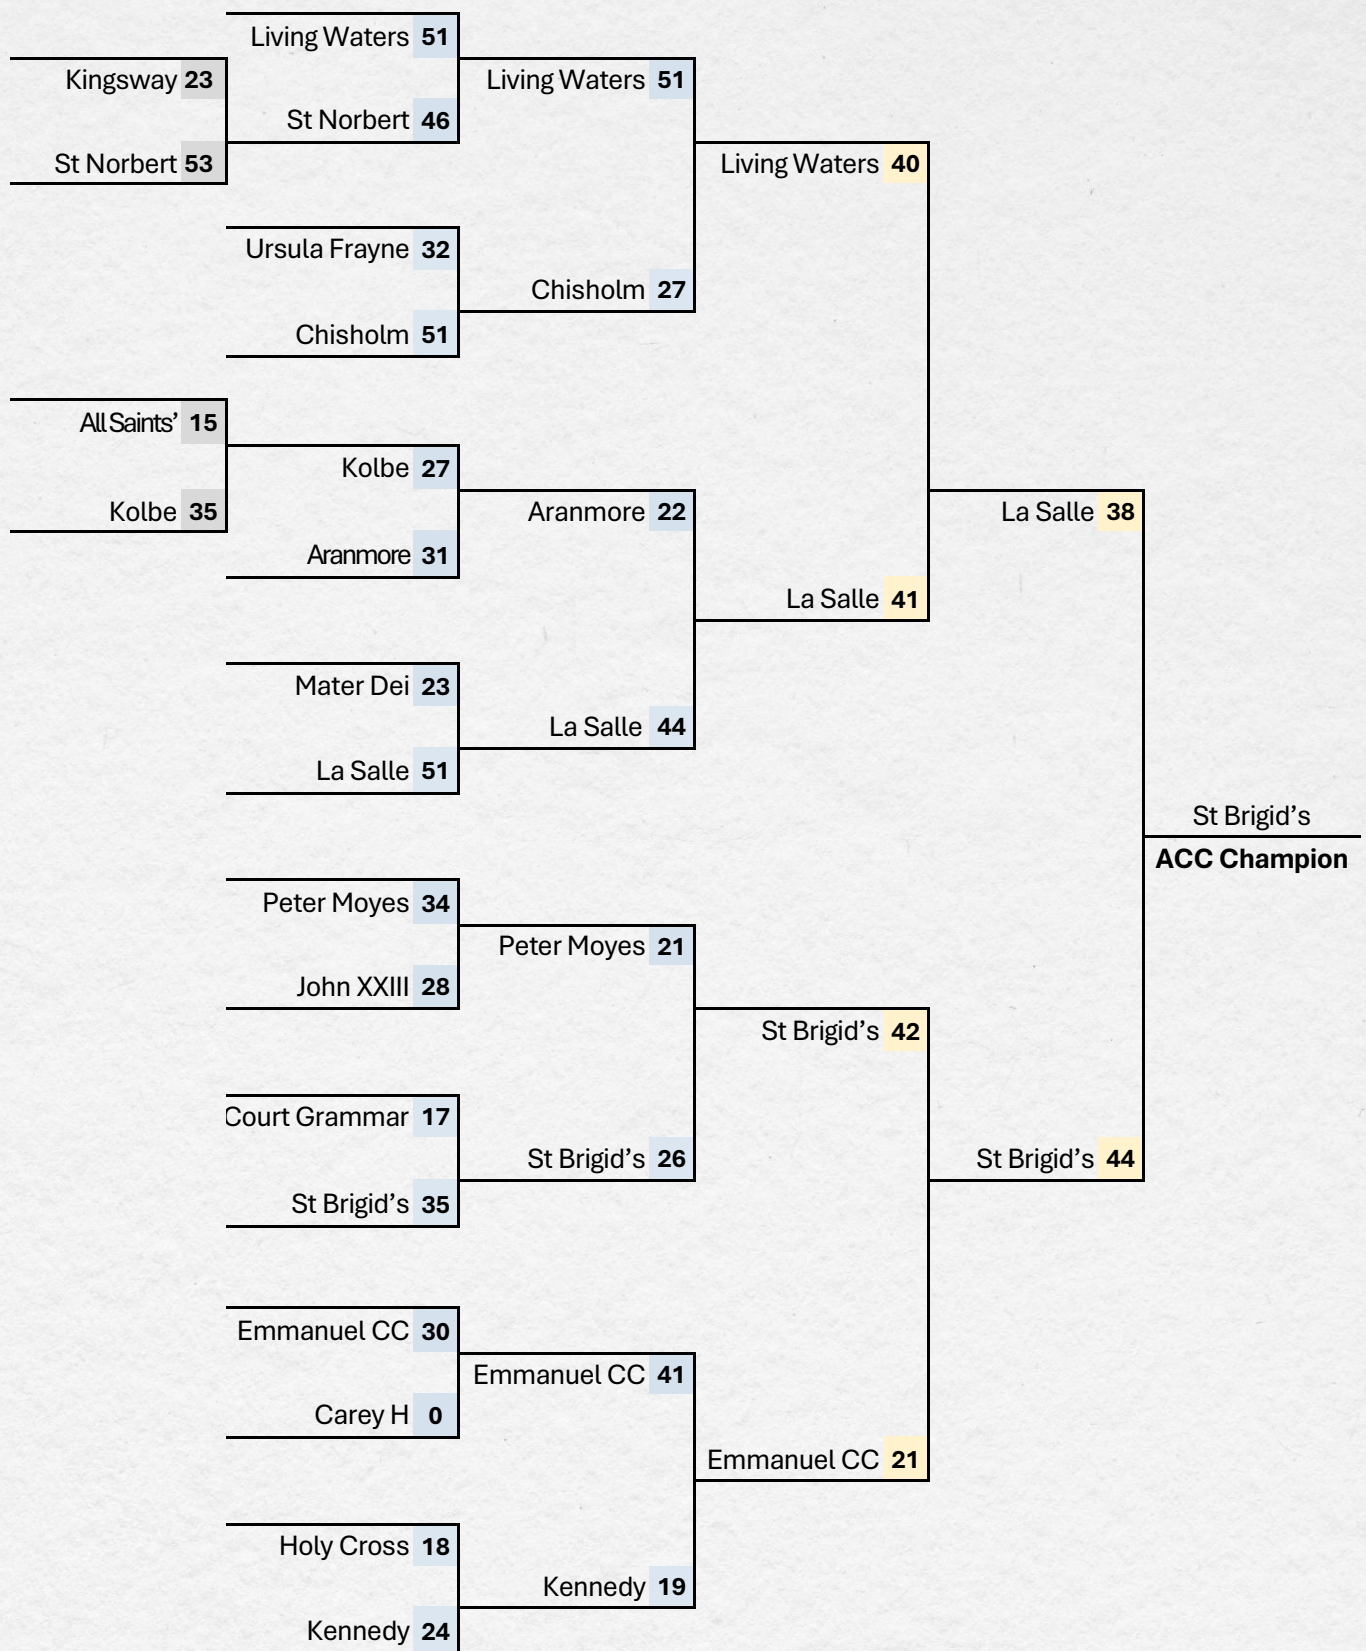 Living Waters 51
Kingsway 23
Living Waters 51
St Norbert 46
St Norbert 53
Living Waters 40
Ursula Frayne 32
Chisholm 27
Chisholm 51
All Saints’ 15
Kolbe 27
Kolbe 35
Aranmore 22
La Salle 38
Aranmore 31
La Salle 41
Mater Dei 23
La Salle 44
La Salle 51
St Brigid’s
ACC Champion
Peter Moyes 34
Peter Moyes 21
John XXIII 28
St Brigid’s 42
Court Grammar 17
St Brigid’s 26
St Brigid’s 44
St Brigid’s 35
Emmanuel CC 30
Emmanuel CC 41
Carey H 0
Emmanuel CC 21
Holy Cross 18
Kennedy 19
Kennedy 24